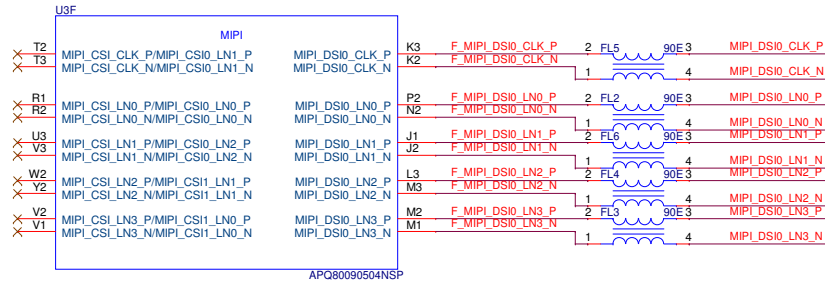 U3F
MIPI
T2 MIPI_CSI_CLK_P/MIPI_CSI0_LN1_P MIPI_DSI0_CLK_P K3 F_MIPI_DSI0_CLK_P 2 FL5 90E 3 MIPI_DSI0_CLK_P
T3 MIPI_CSI_CLK_N/MIPI_CSI0_LN1_N MIPI_DSI0_CLK_N K2 F_MIPI_DSI0_CLK_N 1 4 MIPI_DSI0_CLK_N
R1 MIPI_CSI_LN0_P/MIPI_CSI0_LN0_P MIPI_DSI0_LN0_P P2 F_MIPI_DSI0_LN0_P 2 FL2 90E 3 MIPI_DSI0_LN0_P
R2 MIPI_CSI_LN0_N/MIPI_CSI0_LN0_N MIPI_DSI0_LN0_N N2 F_MIPI_DSI0_LN0_N 1 4 MIPI_DSI0_LN0_N
U3 MIPI_CSI_LN1_P/MIPI_CSI0_LN2_P MIPI_DSI0_LN1_P J1 F_MIPI_DSI0_LN1_P 2 FL6 90E 3 MIPI_DSI0_LN1_P
V3 MIPI_CSI_LN1_N/MIPI_CSI0_LN2_N MIPI_DSI0_LN1_N J2 F_MIPI_DSI0_LN1_N 1 4 MIPI_DSI0_LN1_N
W2 MIPI_CSI_LN2_P/MIPI_CSI1_LN1_P MIPI_DSI0_LN2_P L3 F_MIPI_DSI0_LN2_P 2 FL4 90E 3 MIPI_DSI0_LN2_P
Y2 MIPI_CSI_LN2_N/MIPI_CSI1_LN1_N MIPI_DSI0_LN2_N M3 F_MIPI_DSI0_LN2_N 1 4 MIPI_DSI0_LN2_N
V2 MIPI_CSI_LN3_P/MIPI_CSI1_LN0_P MIPI_DSI0_LN3_P M2 F_MIPI_DSI0_LN3_P 2 FL3 90E 3 MIPI_DSI0_LN3_P
V1 MIPI_CSI_LN3_N/MIPI_CSI1_LN0_N MIPI_DSI0_LN3_N M1 F_MIPI_DSI0_LN3_N 1 4 MIPI_DSI0_LN3_N
APQ80090504NSP